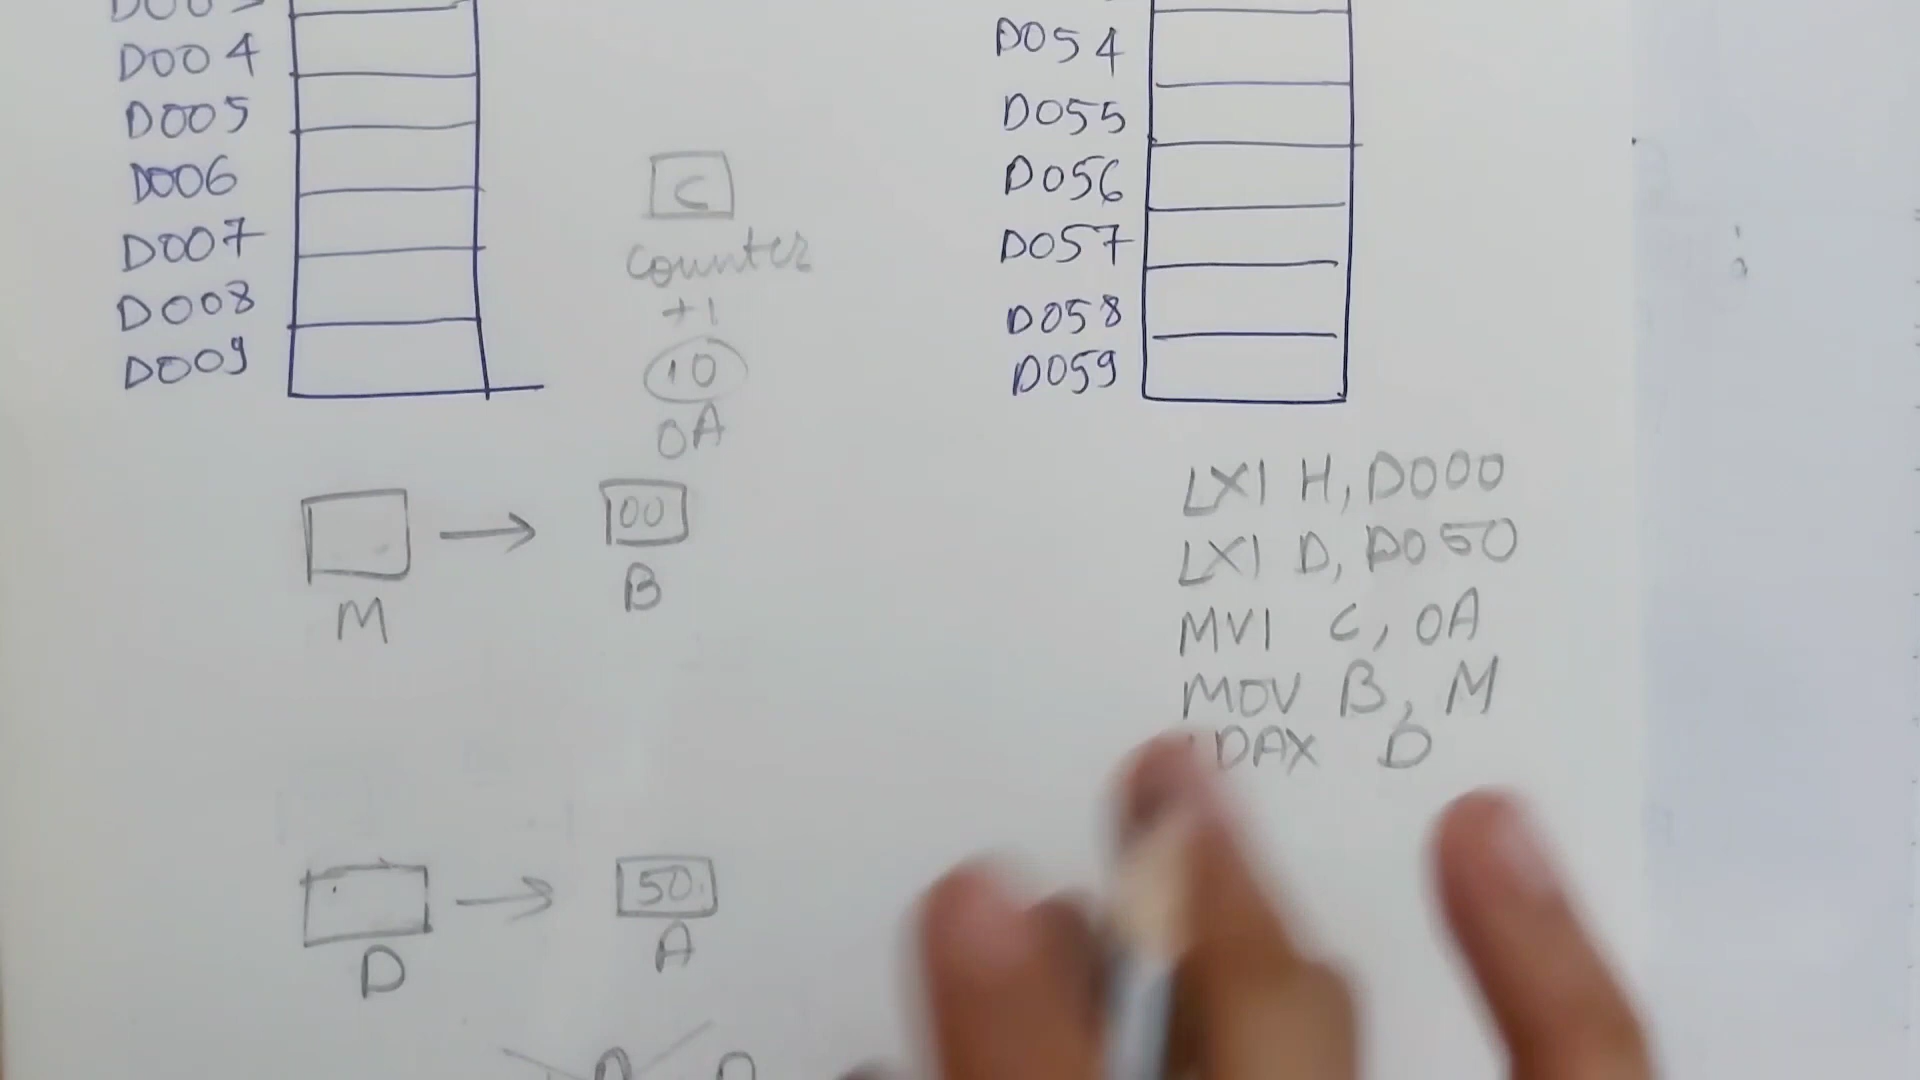 D004
D005
D006
D007
D008
D009
C
counter
+1
10
0A
M
00
B
D
50
A
D054
D055
D056
D057
D058
D059
LXI H, D000
LXI D, D050
MVI C, 0A
MOV B, M
LDAX D